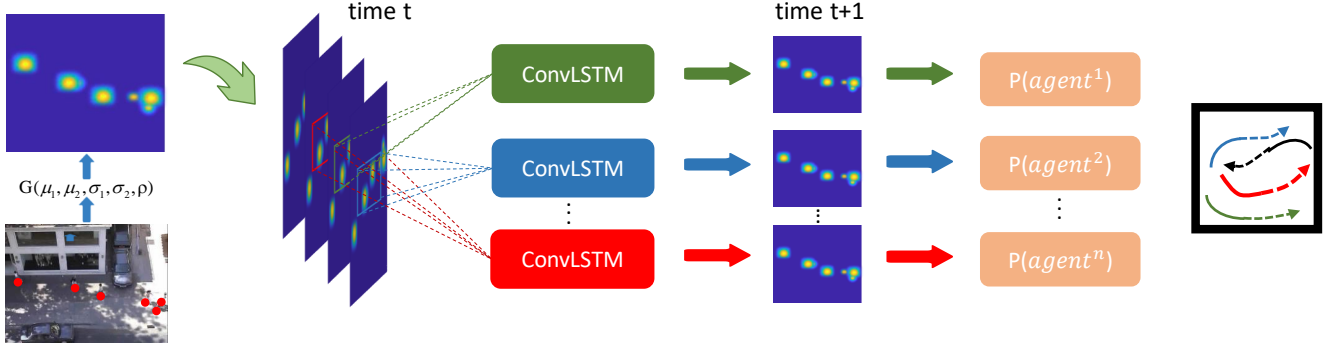 time t
time t+1
ConvLSTM
P(agent¹)
G(μ₁,μ₂,σ₁,σ₂,ρ)
ConvLSTM
P(agent²)
ConvLSTM
P(agentⁿ)